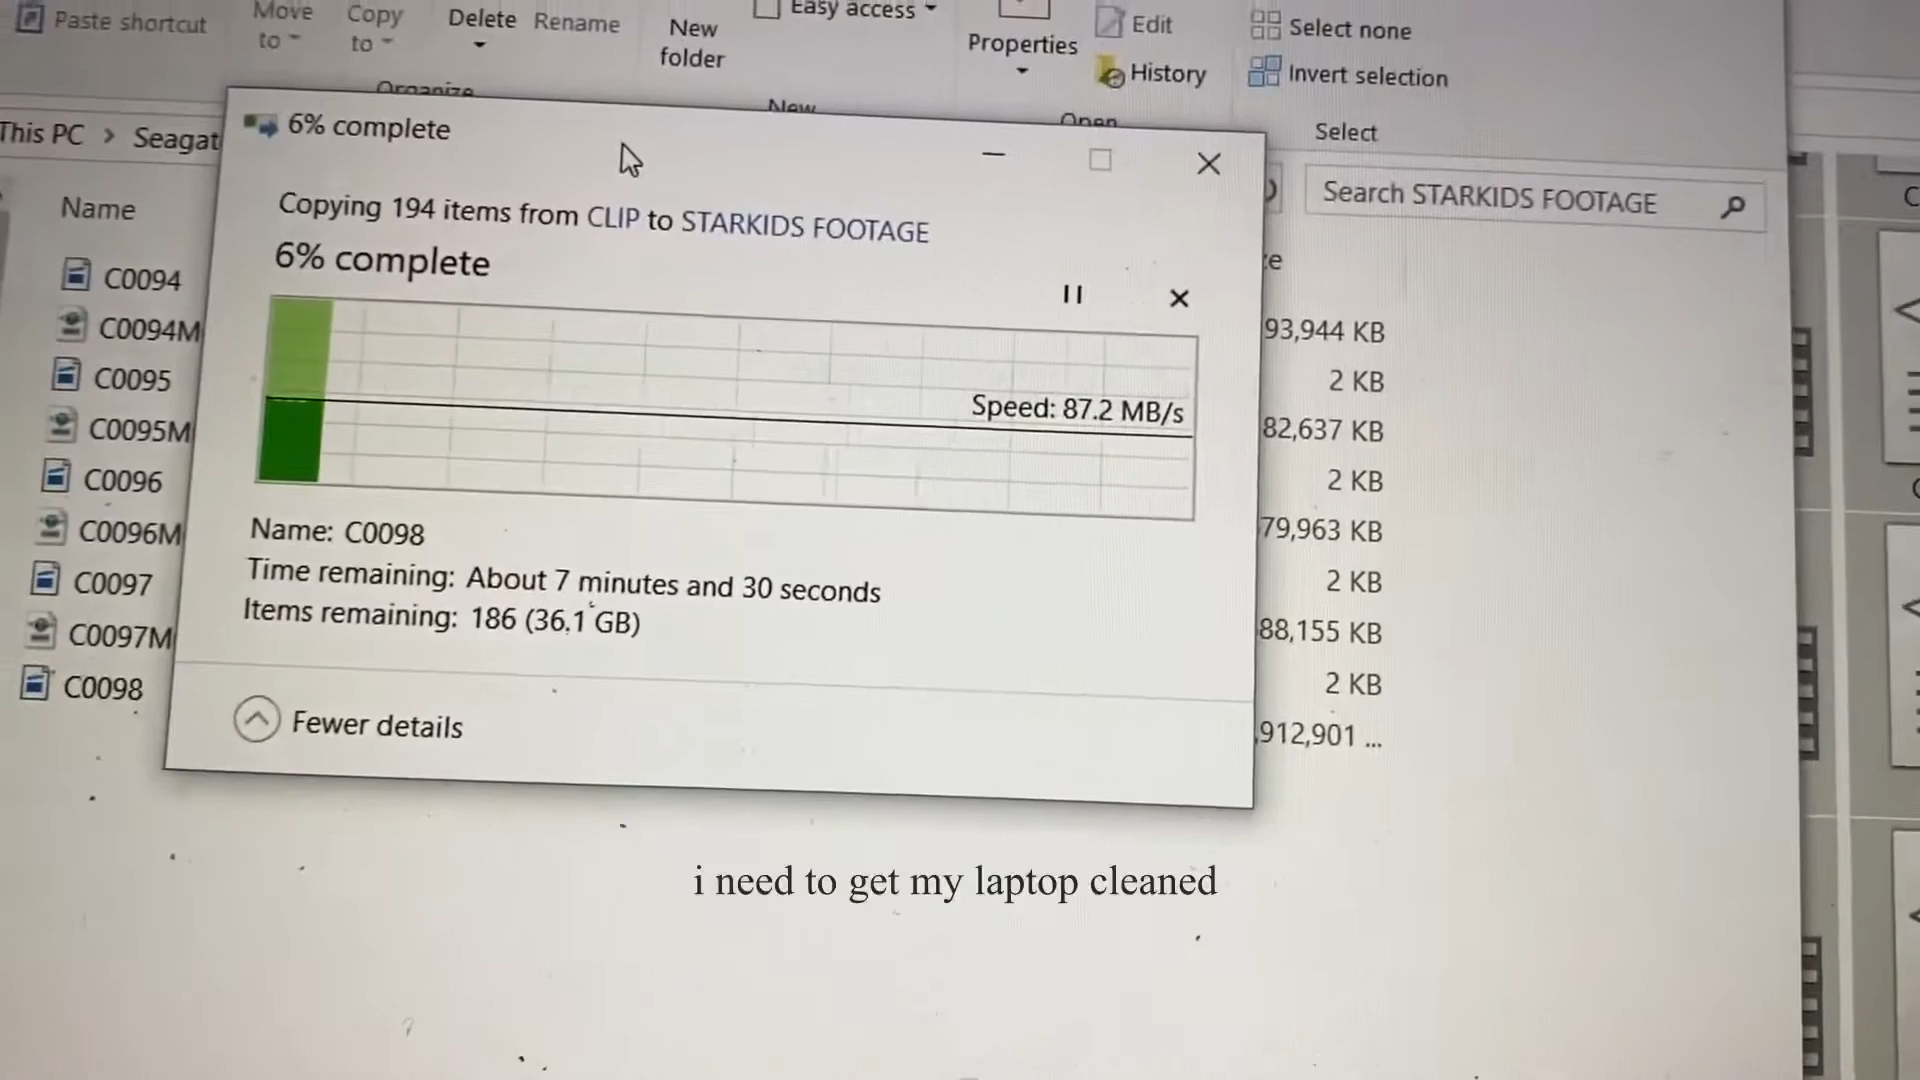 Paste shortcut
Move to
Copy to
Delete
Rename
New folder
Easy access
Properties
Edit
History
Select none
Invert selection
Organize
New
Open
Select
This PC > Seagat
Search STARKIDS FOOTAGE
Name
6% complete
Copying 194 items from CLIP to STARKIDS FOOTAGE
6% complete
Speed: 87.2 MB/s
Name: C0098
Time remaining: About 7 minutes and 30 seconds
Items remaining: 186 (36.1 GB)
Fewer details
C0094
C0094M
C0095
C0095M
C0096
C0096M
C0097
C0097M
C0098
93,944 KB
2 KB
82,637 KB
2 KB
79,963 KB
2 KB
88,155 KB
2 KB
,912,901 ...
i need to get my laptop cleaned